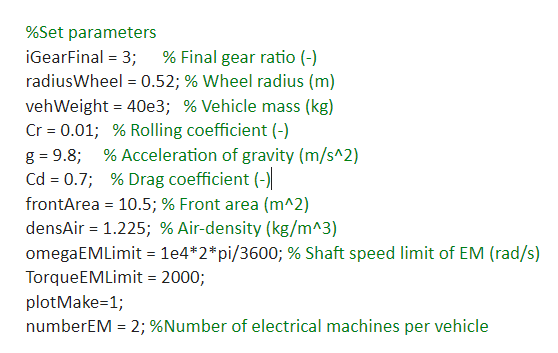 %Set parameters
iGearFinal = 3; % Final gear ratio (-)
radiusWheel = 0.52; % Wheel radius (m)
vehWeight = 40e3; % Vehicle mass (kg)
Cr = 0.01; % Rolling coefficient (-)
g = 9.8; % Acceleration of gravity (m/s^2)
Cd = 0.7; % Drag coefficient (-)
frontArea = 10.5; % Front area (m^2)
densAir = 1.225; % Air-density (kg/m^3)
omegaEMLimit = 1e4*2*pi/3600; % Shaft speed limit of EM (rad/s)
TorqueEMLimit = 2000;
plotMake=1;
numberEM = 2; %Number of electrical machines per vehicle